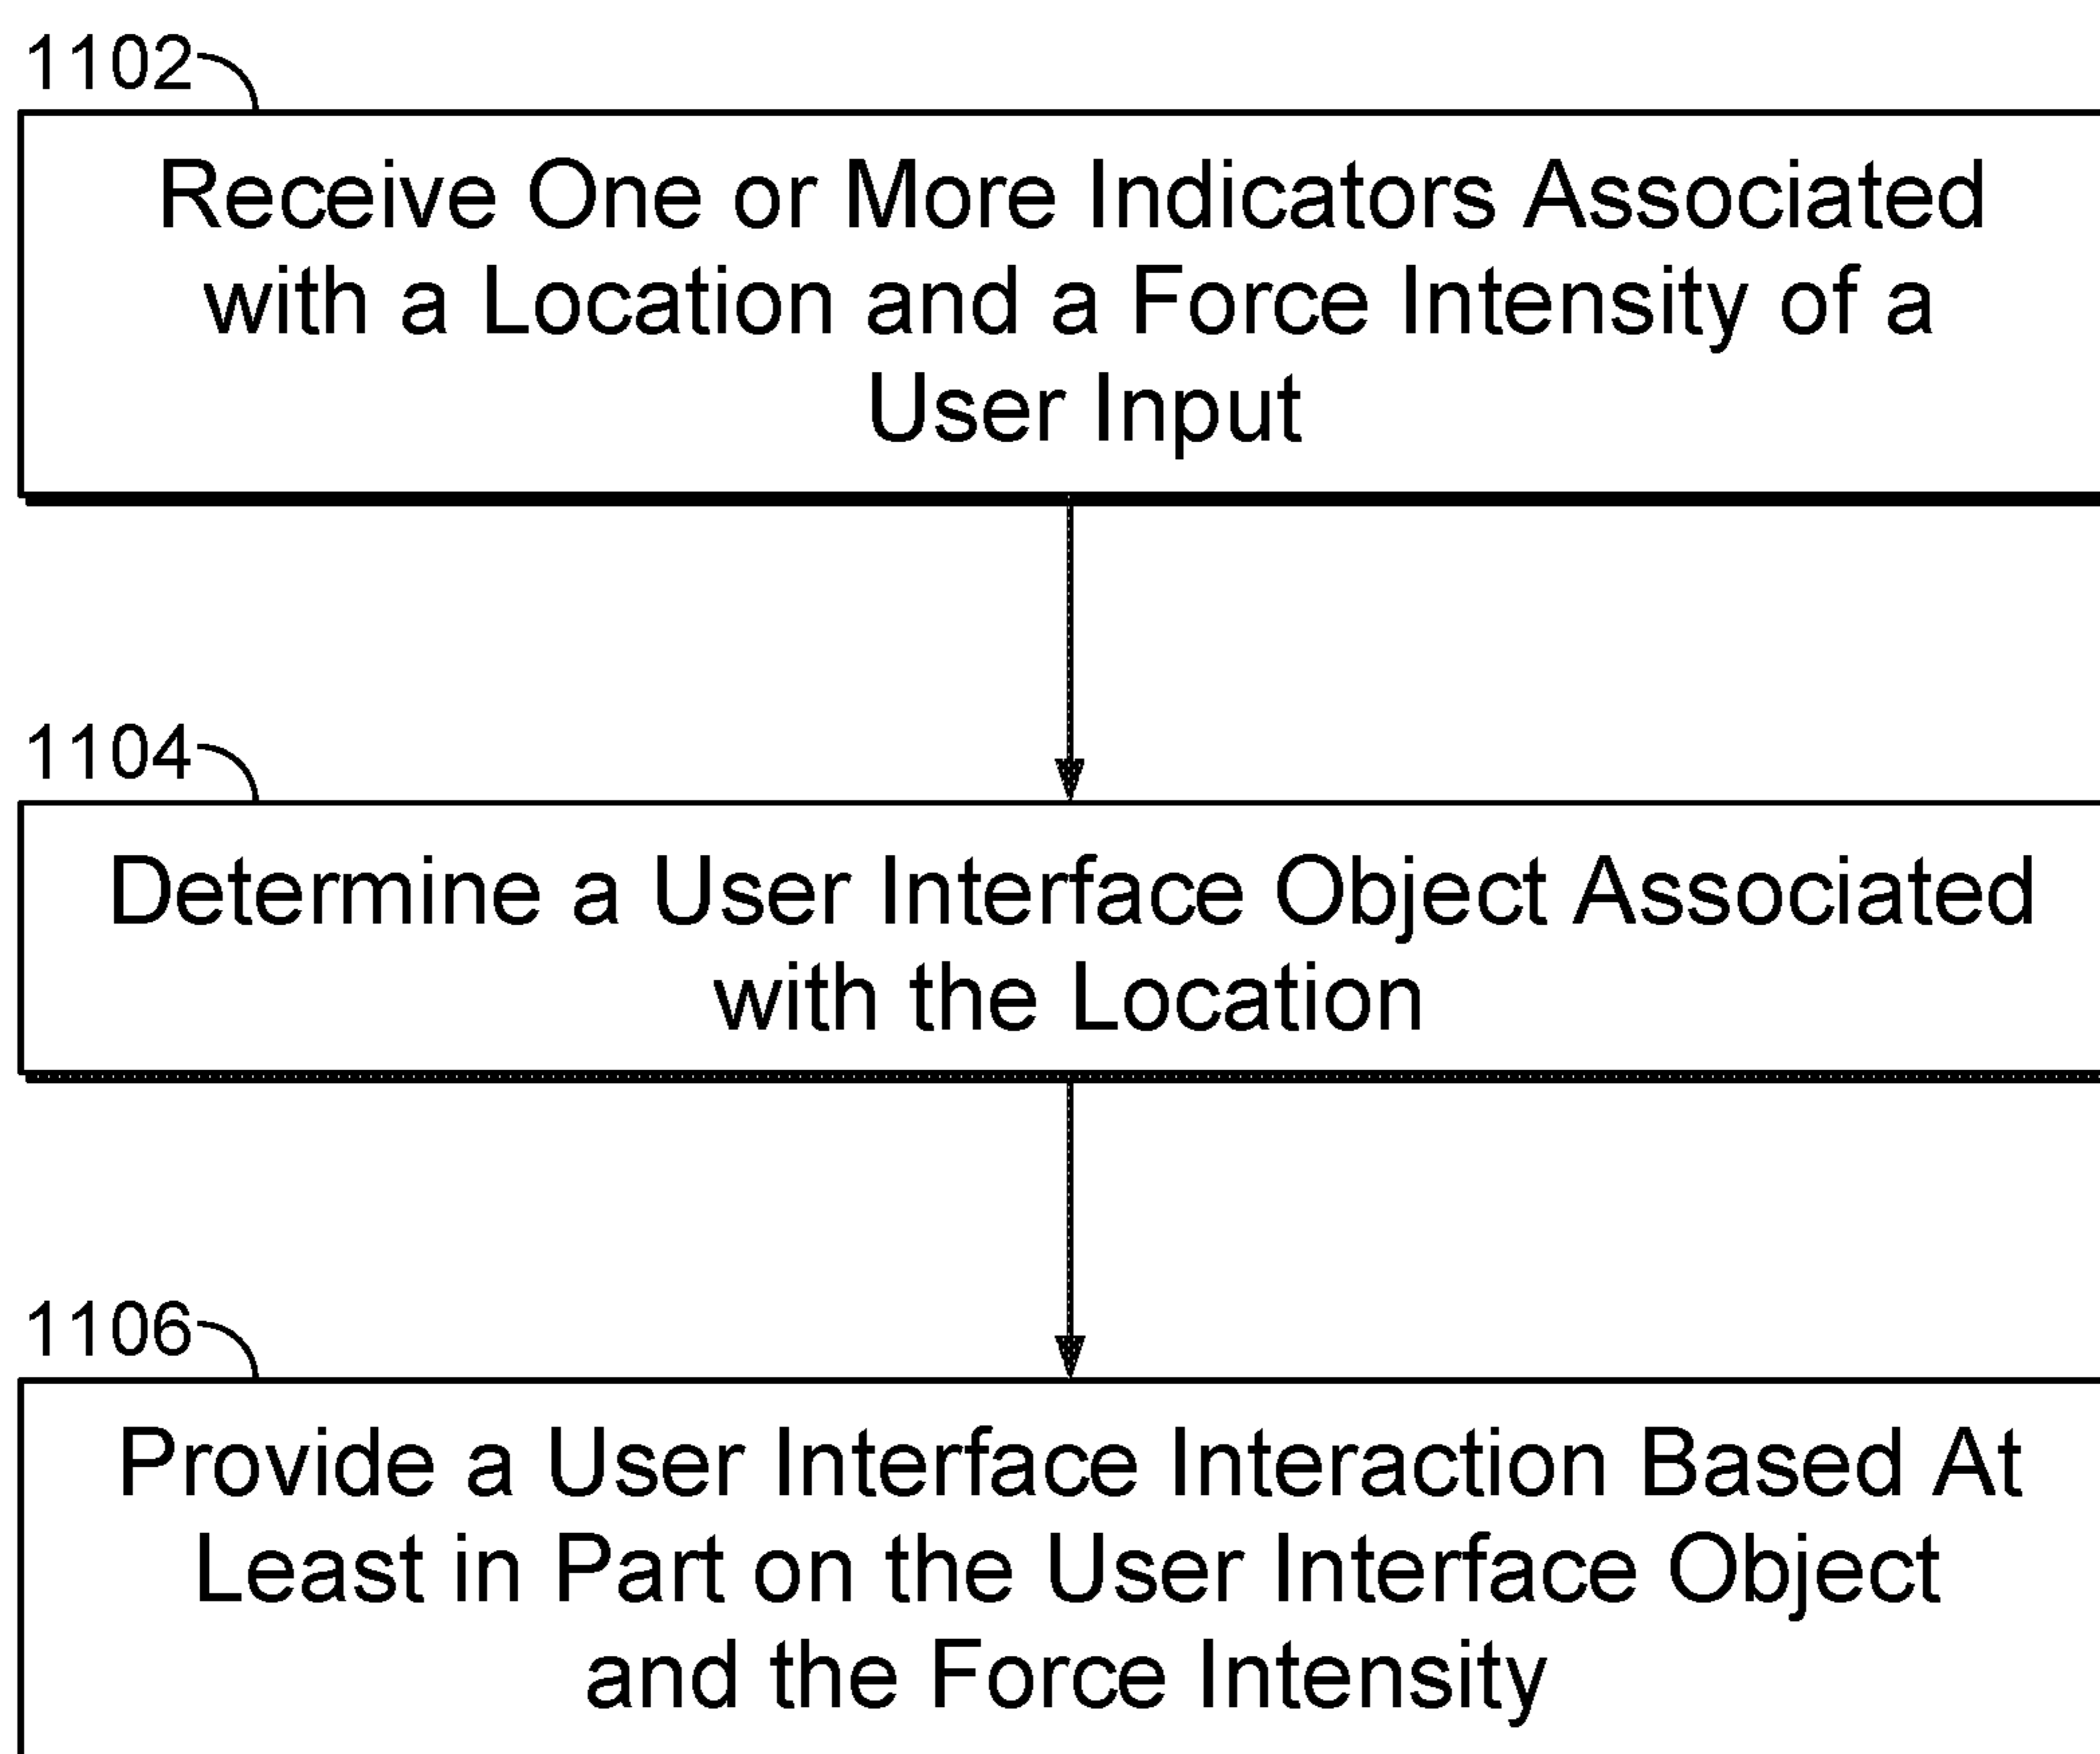 1102
Receive One or More Indicators Associated
with a Location and a Force Intensity of a
User Input
1104
Determine a User Interface Object Associated
with the Location
1106
Provide a User Interface Interaction Based At
Least in Part on the User Interface Object
and the Force Intensity